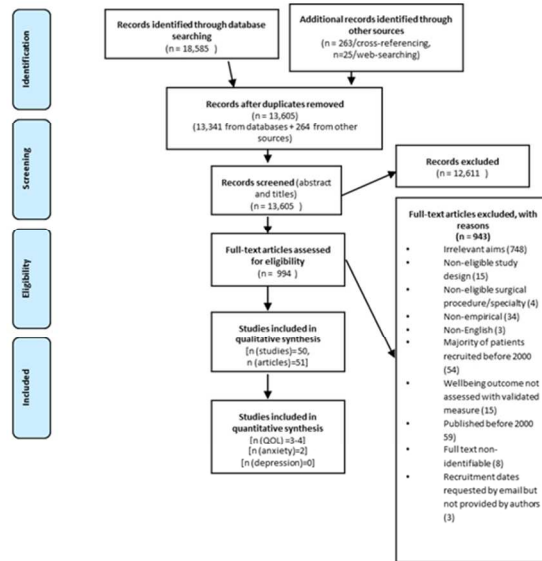 Identification
Records identified through database
searching
(n = 18,585 )
Additional records identified through
other sources
(n = 263/cross-referencing,
n=25/web-searching)
Records after duplicates removed
(n = 13,605)
(13,341 from databases + 264 from other
sources)
Screening
Records screened (abstract
and titles)
(n = 13,605 )
Records excluded
(n = 12,611 )
Eligibility
Full-text articles assessed
for eligibility
(n = 994 )
Full-text articles excluded, with
reasons
(n = 943)
• Irrelevant aims (748)
• Non-eligible study
design (15)
• Non-eligible surgical
procedure/specialty (4)
• Non-empirical (34)
• Non-English (3)
• Majority of patients
recruited before 2000
(54)
• Wellbeing outcome not
assessed with validated
measure (15)
• Published before 2000
59)
• Full text non-
identifiable (8)
• Recruitment dates
requested by email but
not provided by authors
(3)
Included
Studies included in
qualitative synthesis
[n (studies)=50,
n (articles)=51]
Studies included in
quantitative synthesis
[n (QOL) =3-4]
[n (anxiety)=2]
[n (depression)=0]